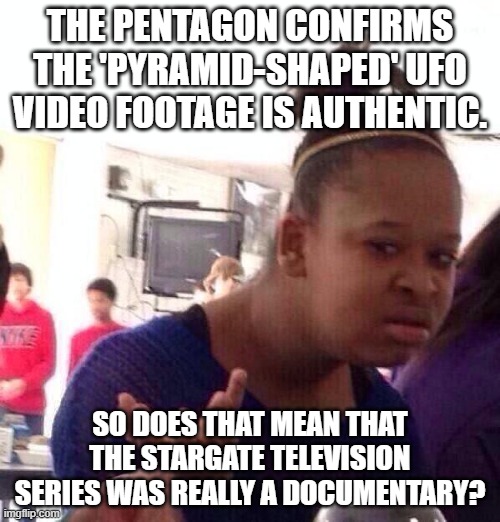 THE PENTAGON CONFIRMS
THE 'PYRAMID-SHAPED' UFO
VIDEO FOOTAGE IS AUTHENTIC.
NIKE
SO DOES THAT MEAN THAT
THE STARGATE TELEVISION
SERIES WAS REALLY A DOCUMENTARY?
imgflip.com